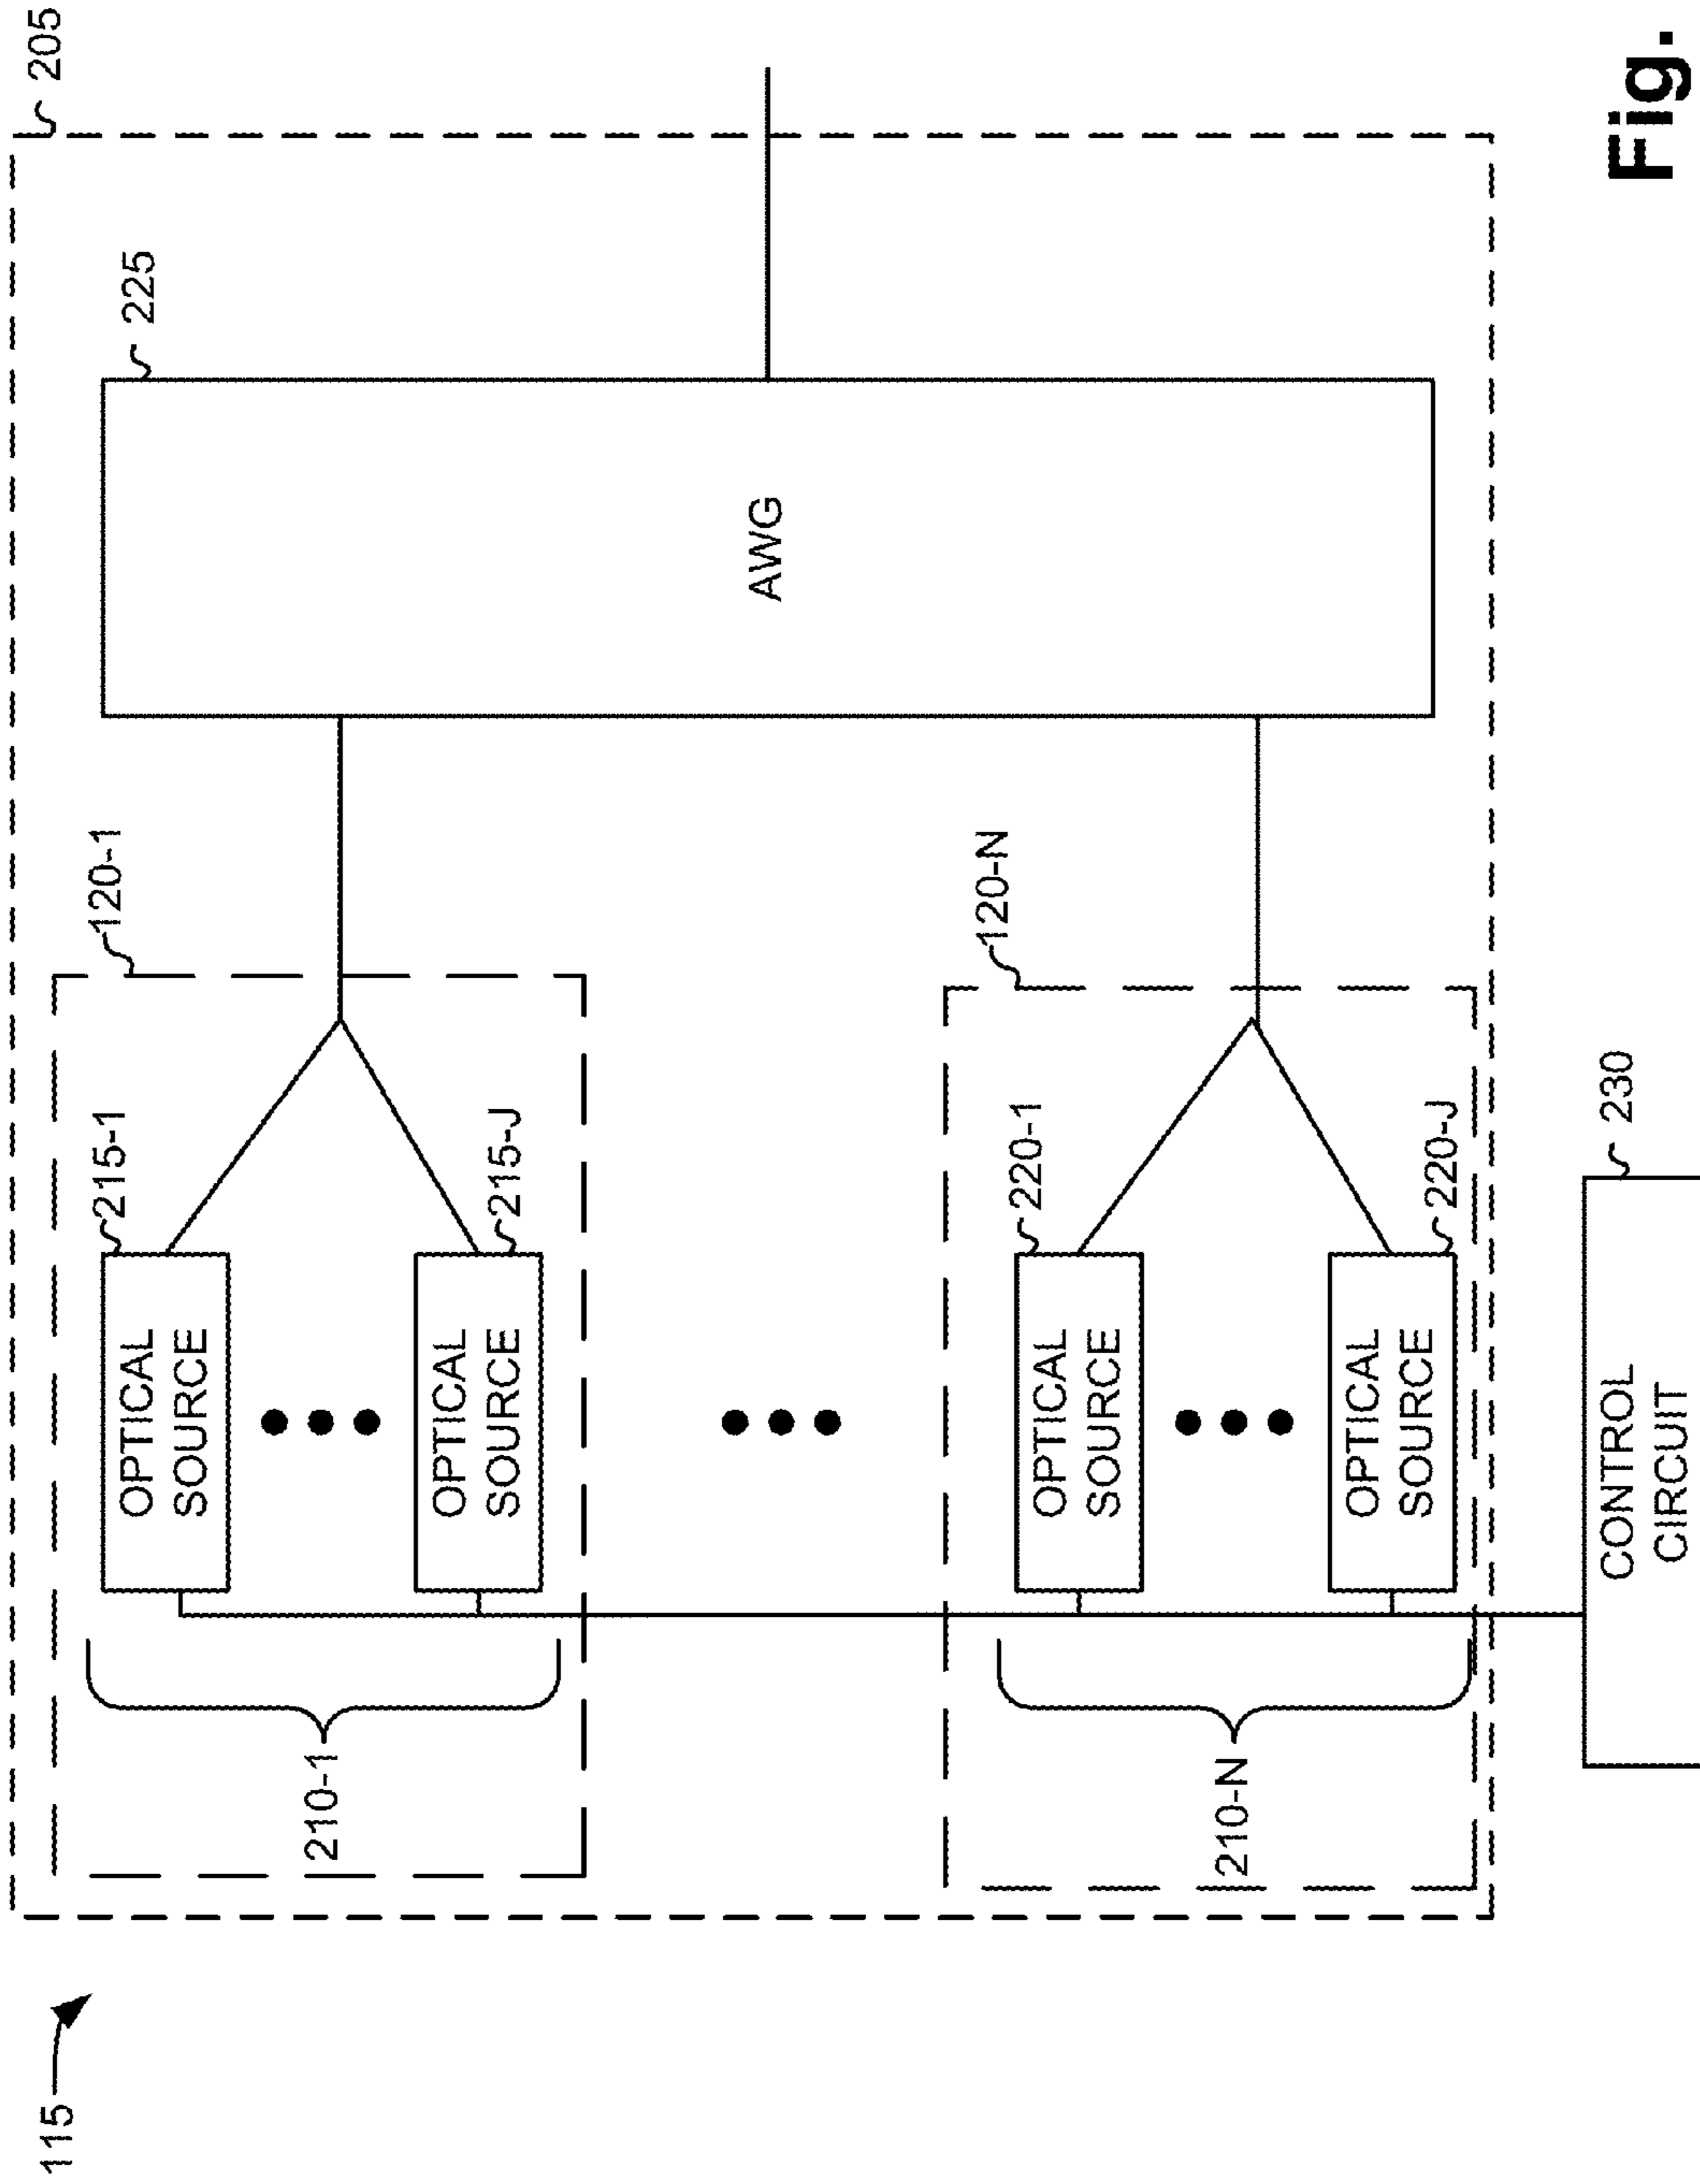 115
205
120-1
215-1
OPTICAL
SOURCE
215-J
OPTICAL
SOURCE
210-1
225
AWG
120-N
220-1
OPTICAL
SOURCE
220-J
OPTICAL
SOURCE
210-N
230
CONTROL
CIRCUIT
Fig.